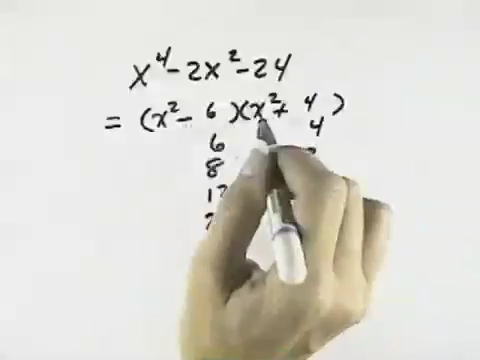 x⁴-2x²-24
= (x²- 6 )(x²+ 4 )
6 4
8